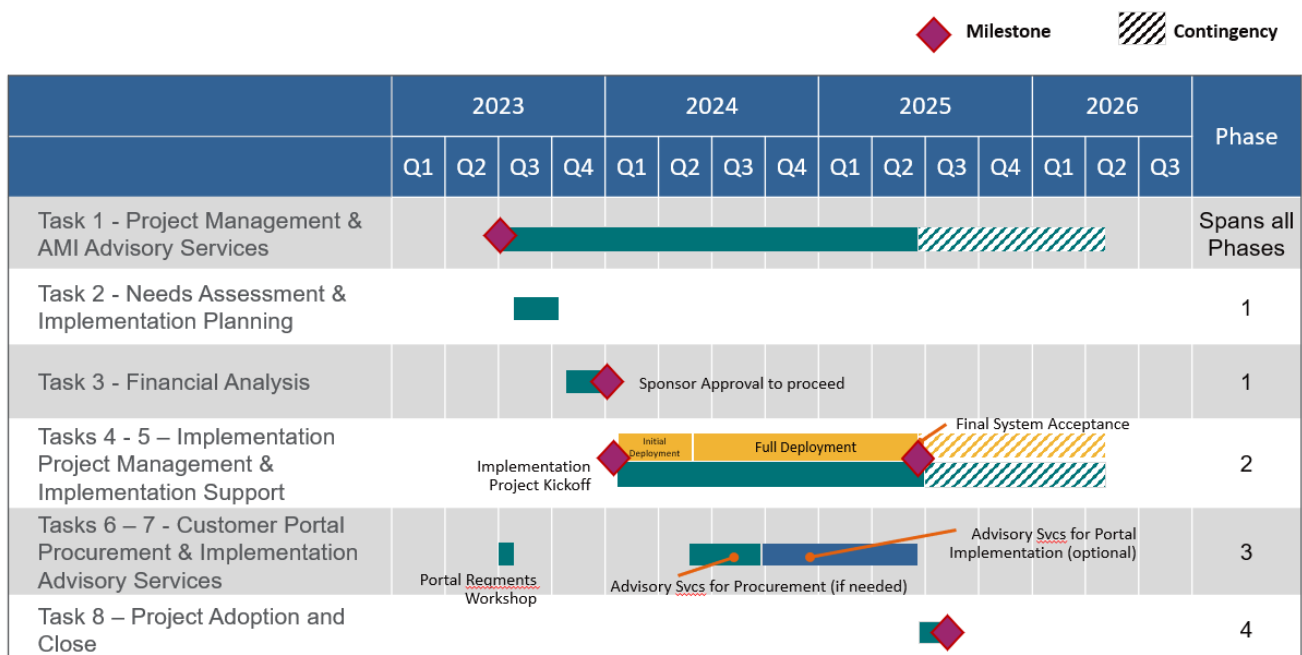 Milestone
Contingency
2023
2024
2025
2026
Phase
Q1
Q2
Q3
Q4
Q1
Q2
Q3
Q4
Q1
Q2
Q3
Q4
Q1
Q2
Q3
Task 1 - Project Management &
AMI Advisory Services
Spans all
Phases
Task 2 - Needs Assessment &
Implementation Planning
1
Task 3 - Financial Analysis
Sponsor Approval to proceed
1
Tasks 4 - 5 – Implementation
Project Management &
Implementation Support
Implementation
Project Kickoff
Initial
Deployment
Full Deployment
Final System Acceptance
2
Tasks 6 – 7 - Customer Portal
Procurement & Implementation
Advisory Services
Portal Reqments
Workshop
Advisory Svcs for Procurement (if needed)
Advisory Svcs for Portal
Implementation (optional)
3
Task 8 – Project Adoption and
Close
4